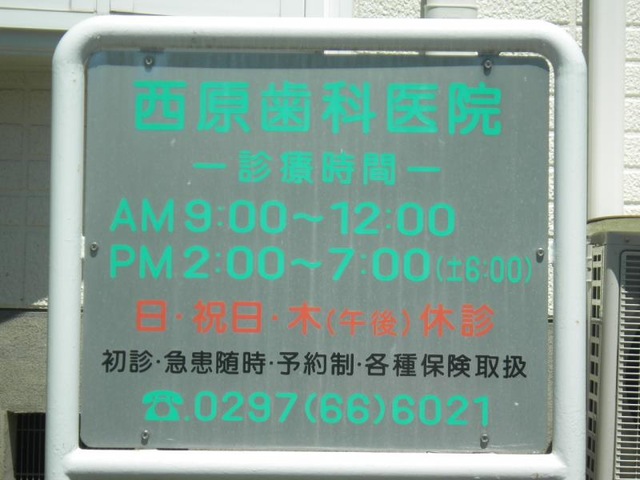 西原歯科医院
ー診療時間ー
AM 9:00～12:00
PM 2:00～7:00(土6:00)
日・祝日・木(午後)休診
初診・急患随時・予約制・各種保険取扱
☎.0297(66)6021